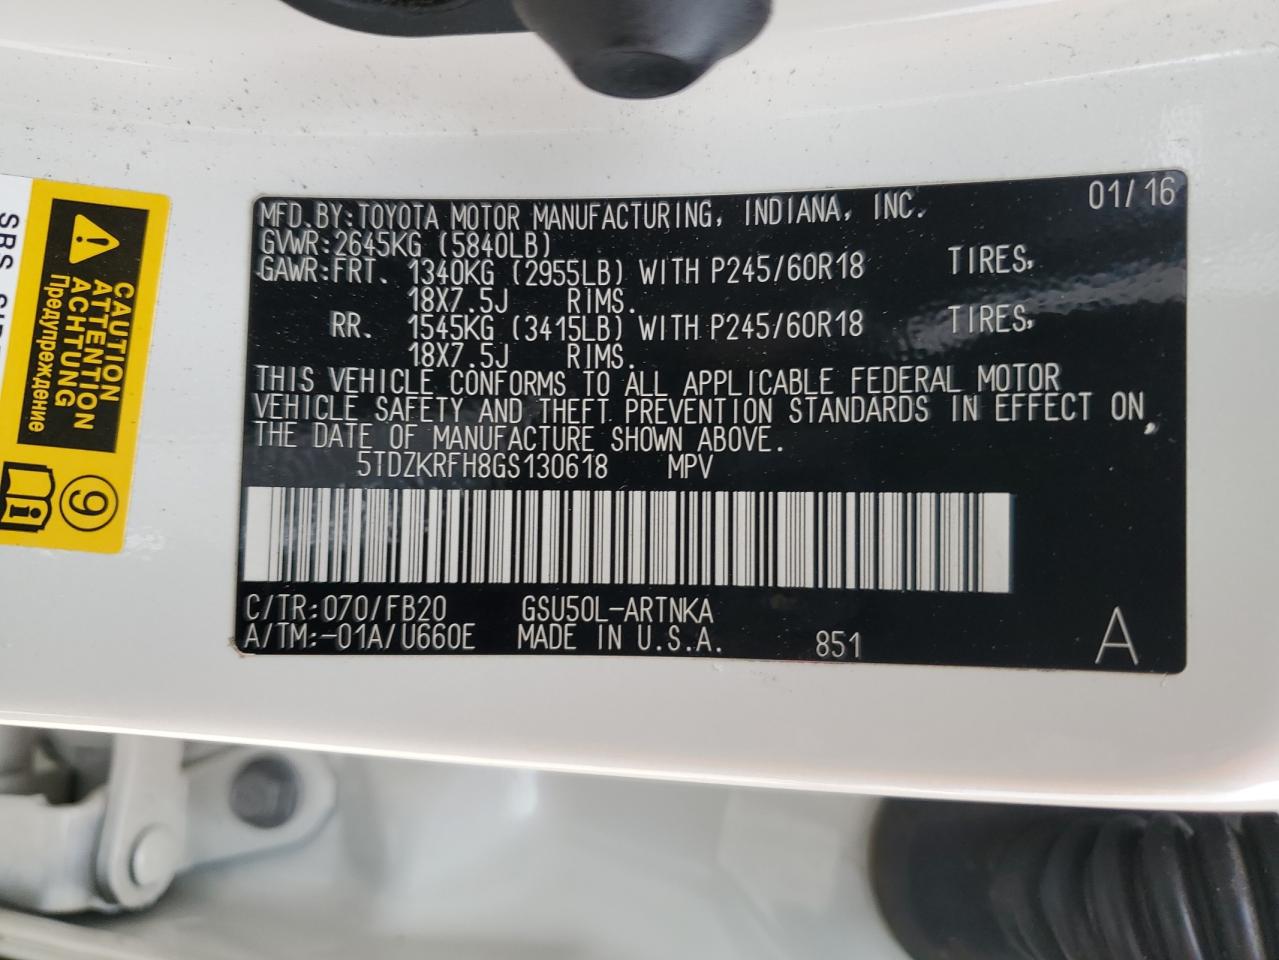 MFD.BY:TOYOTA MOTOR MANUFACTURING, INDIANA, INC. 01/16
GVWR:2645KG (5840LB)
GAWR:FRT. 1340KG (2955LB) WITH P245/60R18 TIRES,
18X7.5J RIMS.
RR. 1545KG (3415LB) WITH P245/60R18 TIRES,
18X7.5J RIMS.
THIS VEHICLE CONFORMS TO ALL APPLICABLE FEDERAL MOTOR
VEHICLE SAFETY AND THEFT PREVENTION STANDARDS IN EFFECT ON,
THE DATE OF MANUFACTURE SHOWN ABOVE.
5TDZKRFH8GS130618 MPV
C/TR:070/FB20 GSU50L-ARTNKA
A/TM:-01A/U660E MADE IN U.S.A. 851 A
CAUTION
ATTENTION
ACHTUNG
Предупреждение
9
i
SRS